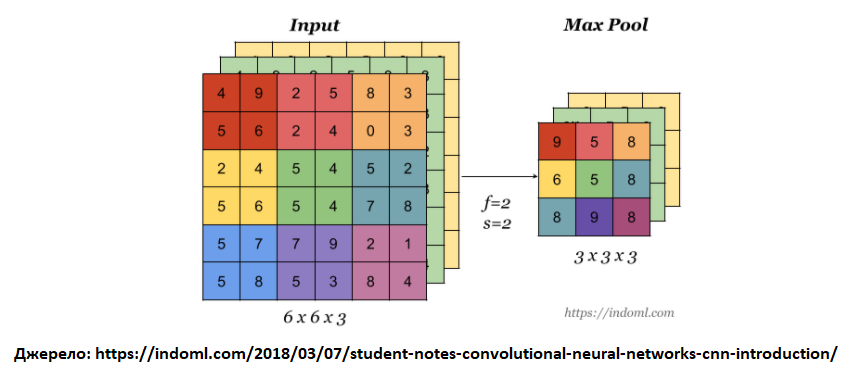 Input
Max Pool
4 9 2 5 8 3
5 6 2 4 0 3
2 4 5 4 5 2
5 6 5 4 7 8
5 7 7 9 2 1
5 8 5 3 8 4
9 5 8
6 5 8
8 9 8
f=2
s=2
6 x 6 x 3
3 x 3 x 3
https://indoml.com
Джерело: https://indoml.com/2018/03/07/student-notes-convolutional-neural-networks-cnn-introduction/